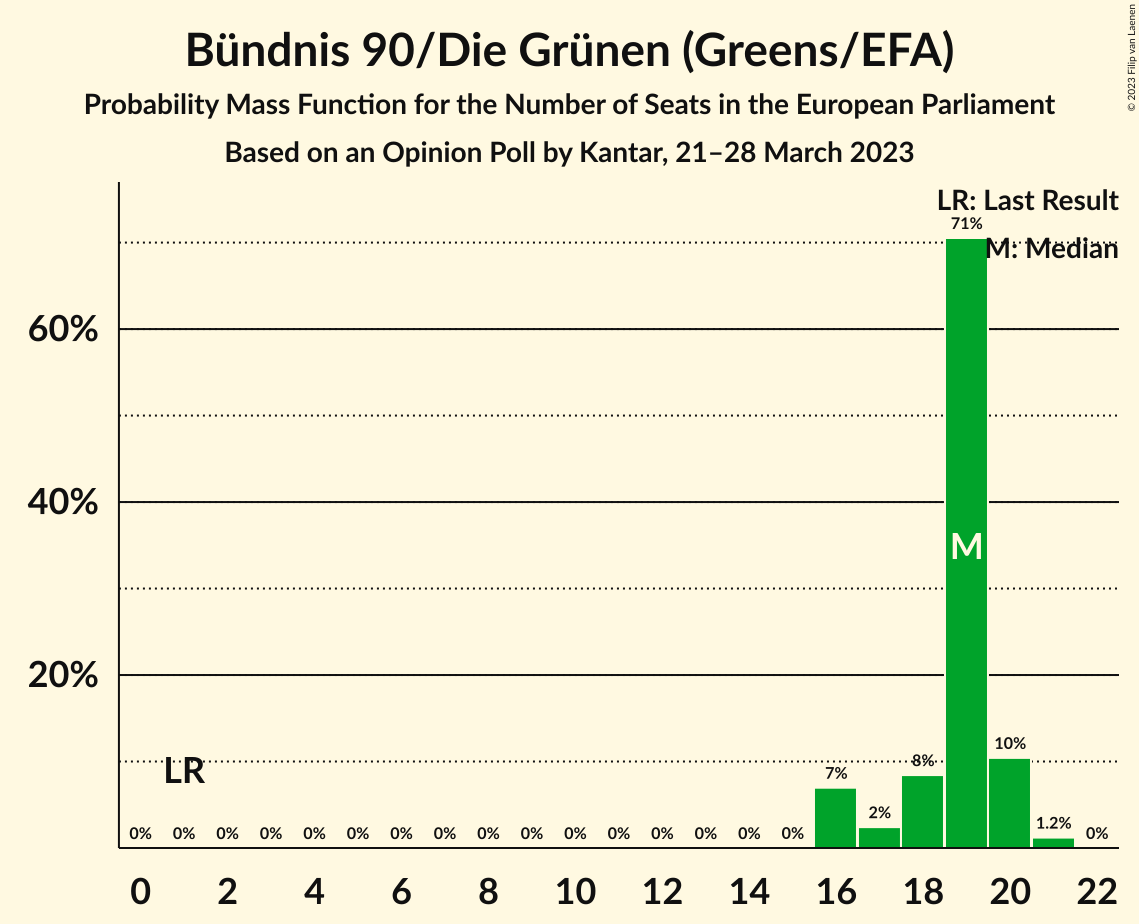 Bündnis 90/Die Grünen (Greens/EFA)
Probability Mass Function for the Number of Seats in the European Parliament
Based on an Opinion Poll by Kantar, 21–28 March 2023
© 2023 Filip van Laenen
LR: Last Result
M: Median
71%
60%
40%
M
20%
LR
0% 0% 0% 0% 0% 0% 0% 0% 0% 0% 0% 0% 0% 0% 0% 0% 7% 2% 8% 10% 1.2% 0%
0 2 4 6 8 10 12 14 16 18 20 22